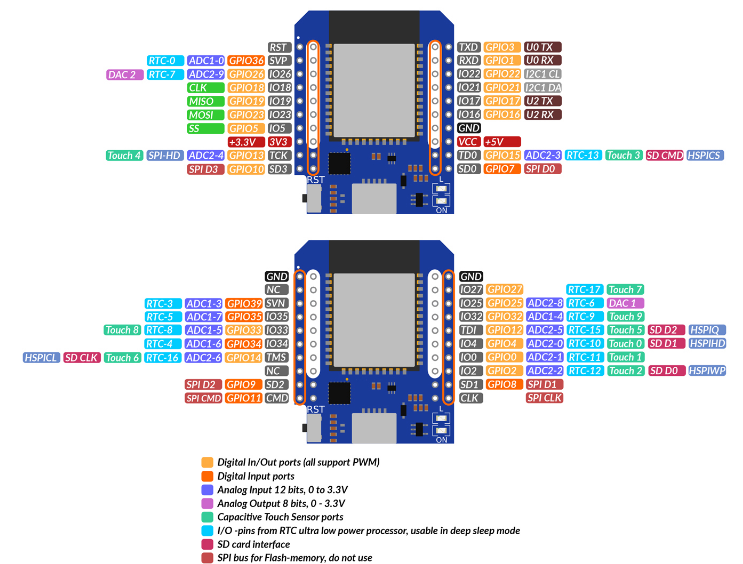 RST TXD GPIO3 U0 TX
RTC-0 ADC1-0 GPIO36 SVP RXD GPIO1 U0 RX
DAC 2 RTC-7 ADC2-9 GPIO26 IO26 IO22 GPIO22 I2C1 CL
CLK GPIO18 IO18 IO21 GPIO21 I2C1 DA
MISO GPIO19 IO19 IO17 GPIO17 U2 TX
MOSI GPIO23 IO23 IO16 GPIO16 U2 RX
SS GPIO5 IO5 GND
+3.3V 3V3 VCC +5V
Touch 4 SPI-HD ADC2-4 GPIO13 TCK TD0 GPIO15 ADC2-3 RTC-13 Touch 3 SD CMD HSPICS
SPI D3 GPIO10 SD3 SD0 GPIO7 SPI D0
RST L
ON
GND GND
NC IO27 GPIO27 RTC-17 Touch 7
RTC-3 ADC1-3 GPIO39 SVN IO25 GPIO25 ADC2-8 RTC-6 DAC 1
RTC-5 ADC1-7 GPIO35 IO35 IO32 GPIO32 ADC1-4 RTC-9 Touch 9
Touch 8 RTC-8 ADC1-5 GPIO33 IO33 TDI GPIO12 ADC2-5 RTC-15 Touch 5 SD D2 HSPIQ
RTC-4 ADC1-6 GPIO34 IO34 IO4 GPIO4 ADC2-0 RTC-10 Touch 0 SD D1 HSPIHD
HSPICL SD CLK Touch 6 RTC-16 ADC2-6 GPIO14 TMS IO0 GPIO0 ADC2-1 RTC-11 Touch 1
NC IO2 GPIO2 ADC2-2 RTC-12 Touch 2 SD D0 HSPIWP
SPI D2 GPIO9 SD2 SD1 GPIO8 SPI D1
SPI CMD GPIO11 CMD CLK SPI CLK
RST L
ON
Digital In/Out ports (all support PWM)
Digital Input ports
Analog Input 12 bits, 0 to 3.3V
Analog Output 8 bits, 0 - 3.3V
Capacitive Touch Sensor ports
I/O -pins from RTC ultra low power processor, usable in deep sleep mode
SD card interface
SPI bus for Flash-memory, do not use